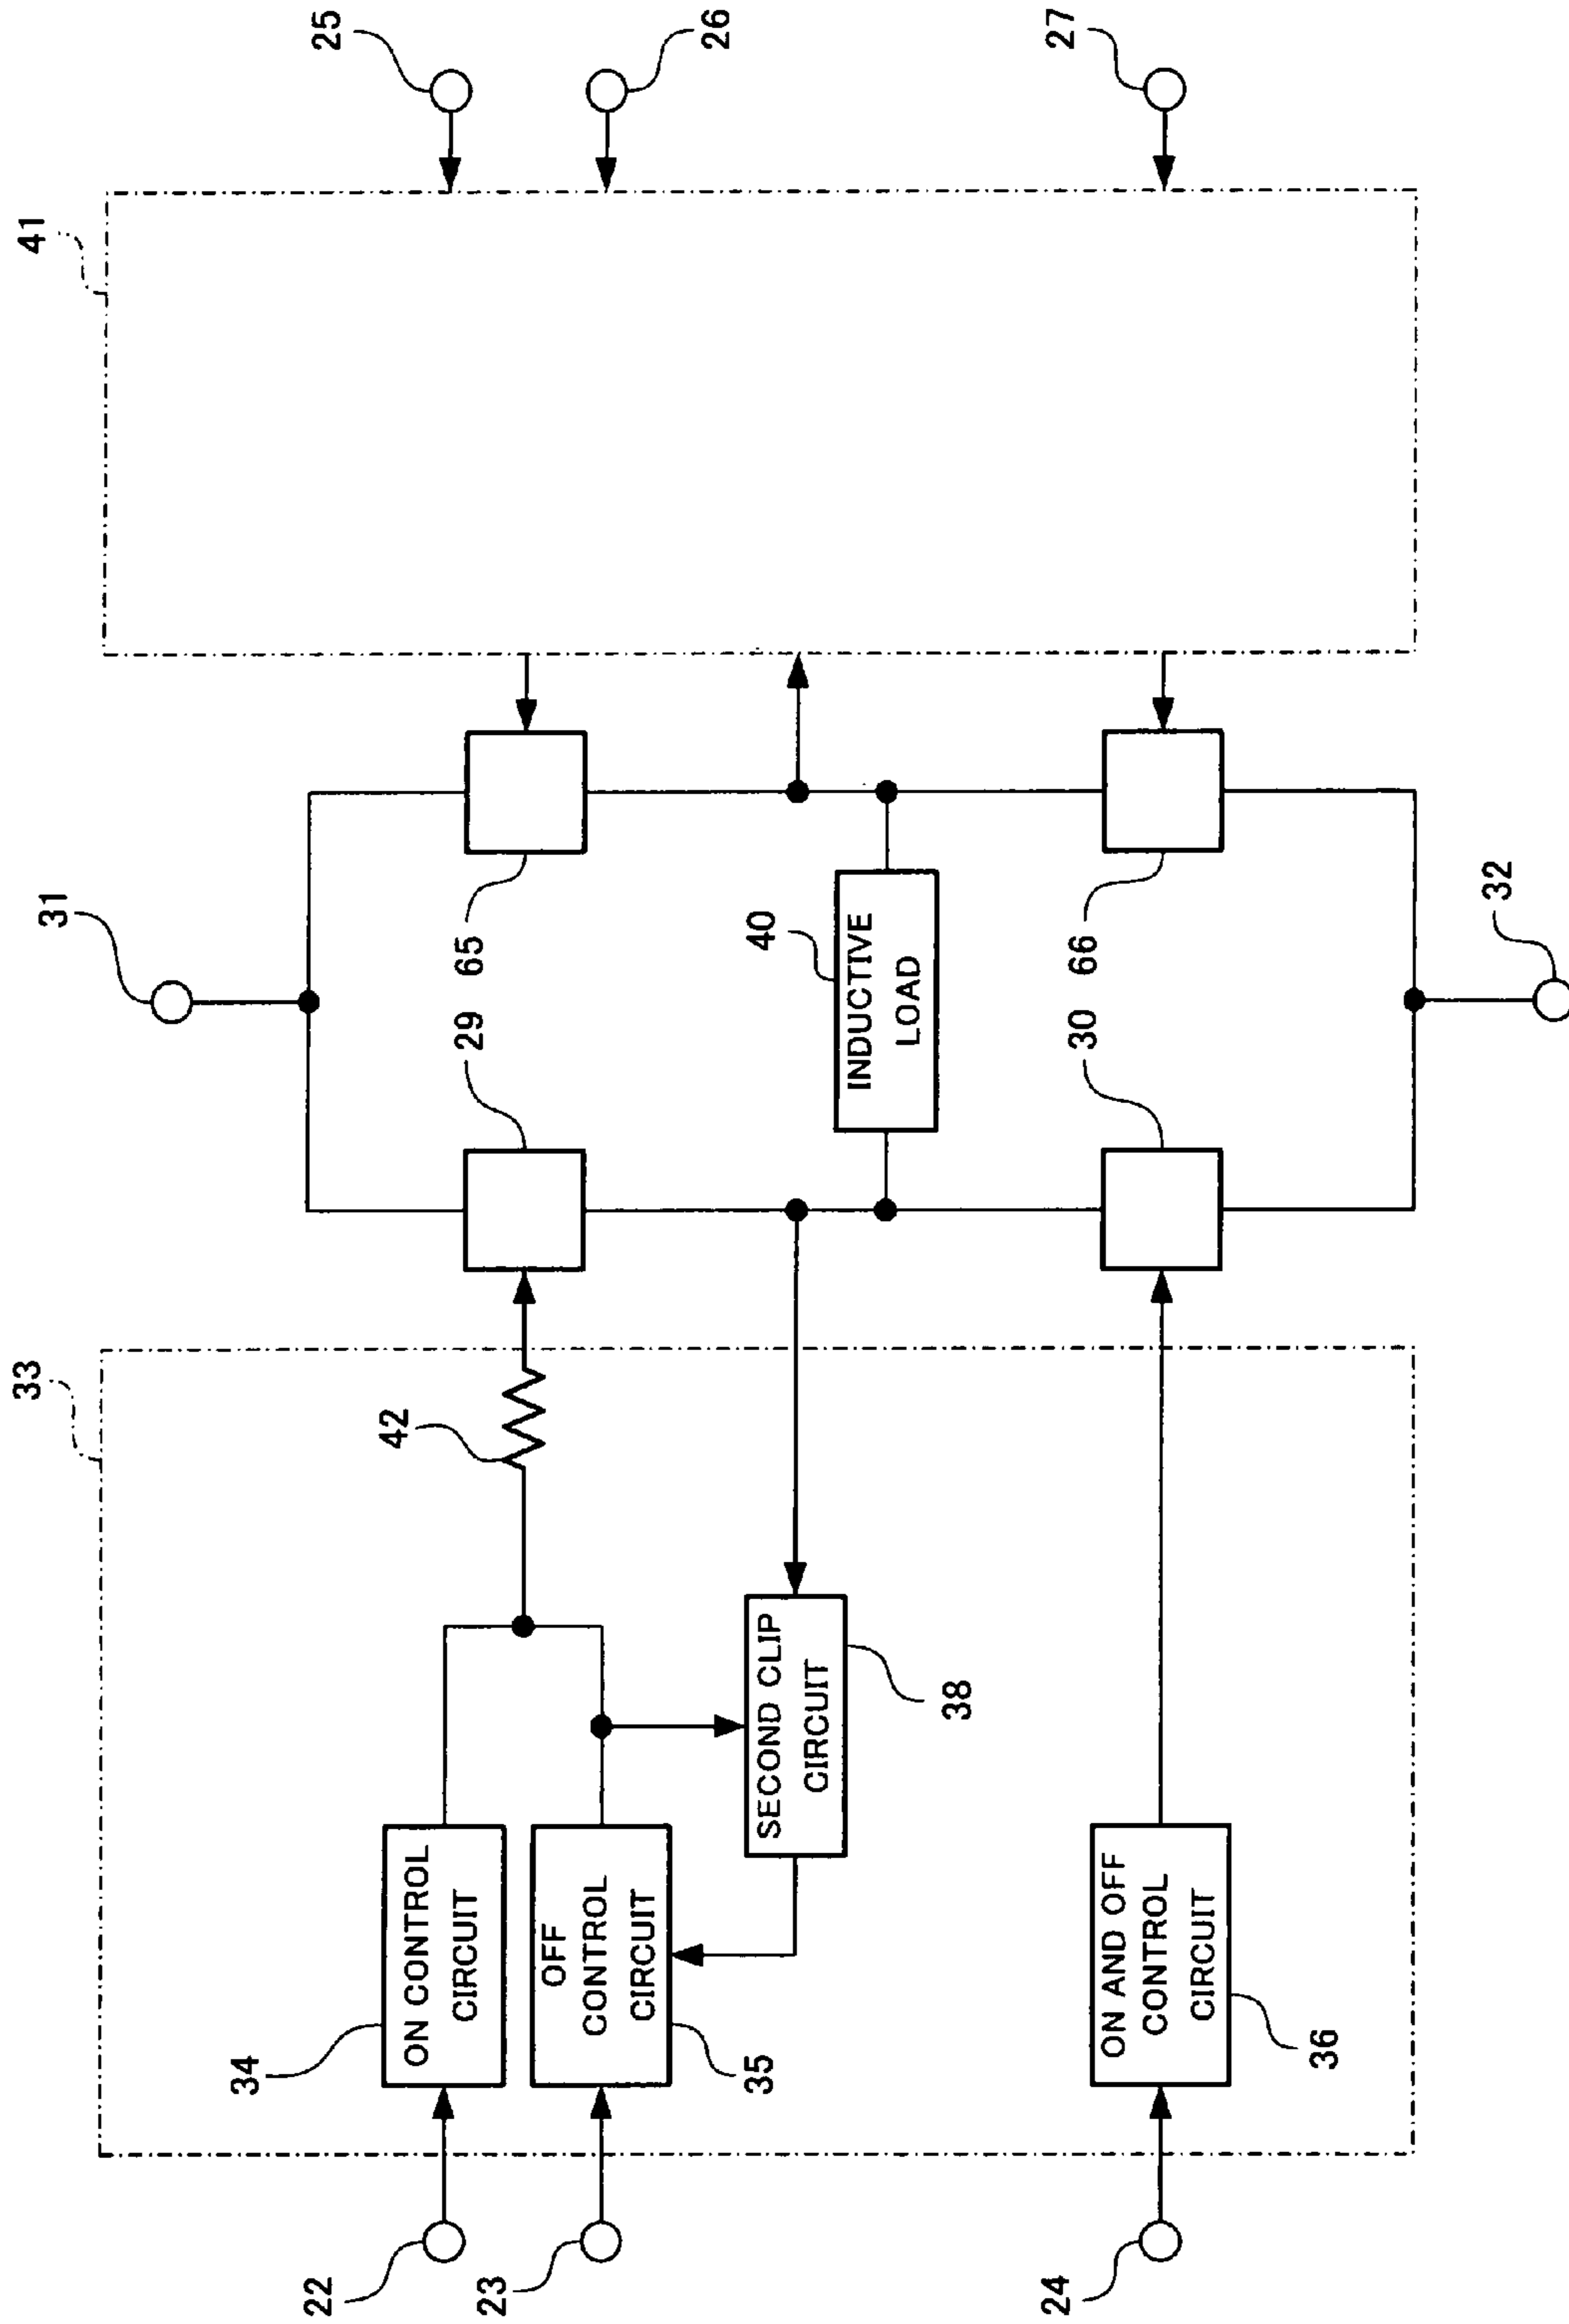 33
41
31
34
22
25
42
ON CONTROL
CIRCUIT
29
65
23
OFF
CONTROL
CIRCUIT
26
35
40
SECOND CLIP
CIRCUIT
INDUCTIVE
LOAD
38
24
27
30
66
ON AND OFF
CONTROL
CIRCUIT
36
32